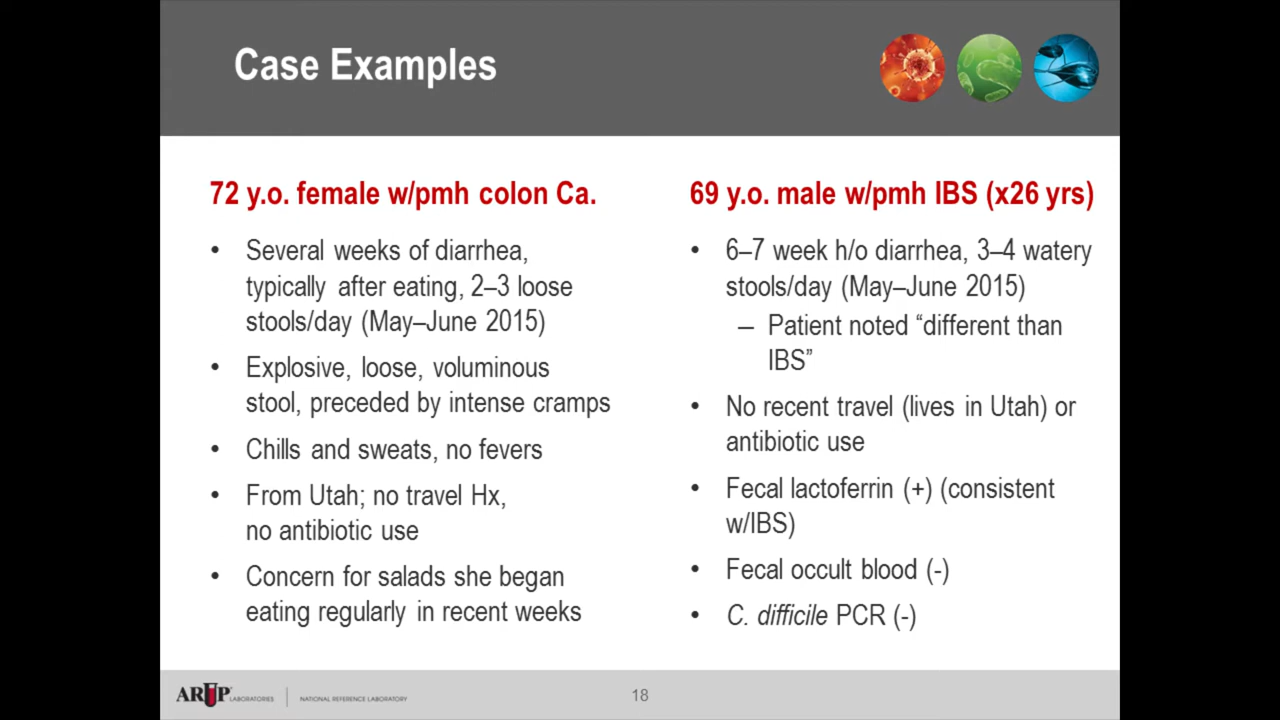 Case Examples
72 y.o. female w/pmh colon Ca.
• Several weeks of diarrhea,
typically after eating, 2–3 loose
stools/day (May–June 2015)
• Explosive, loose, voluminous
stool, preceded by intense cramps
• Chills and sweats, no fevers
• From Utah; no travel Hx,
no antibiotic use
• Concern for salads she began
eating regularly in recent weeks
69 y.o. male w/pmh IBS (x26 yrs)
• 6–7 week h/o diarrhea, 3–4 watery
stools/day (May–June 2015)
– Patient noted “different than
IBS”
• No recent travel (lives in Utah) or
antibiotic use
• Fecal lactoferrin (+) (consistent
w/IBS)
• Fecal occult blood (-)
• C. difficile PCR (-)
ARUP LABORATORIES
NATIONAL REFERENCE LABORATORY
18